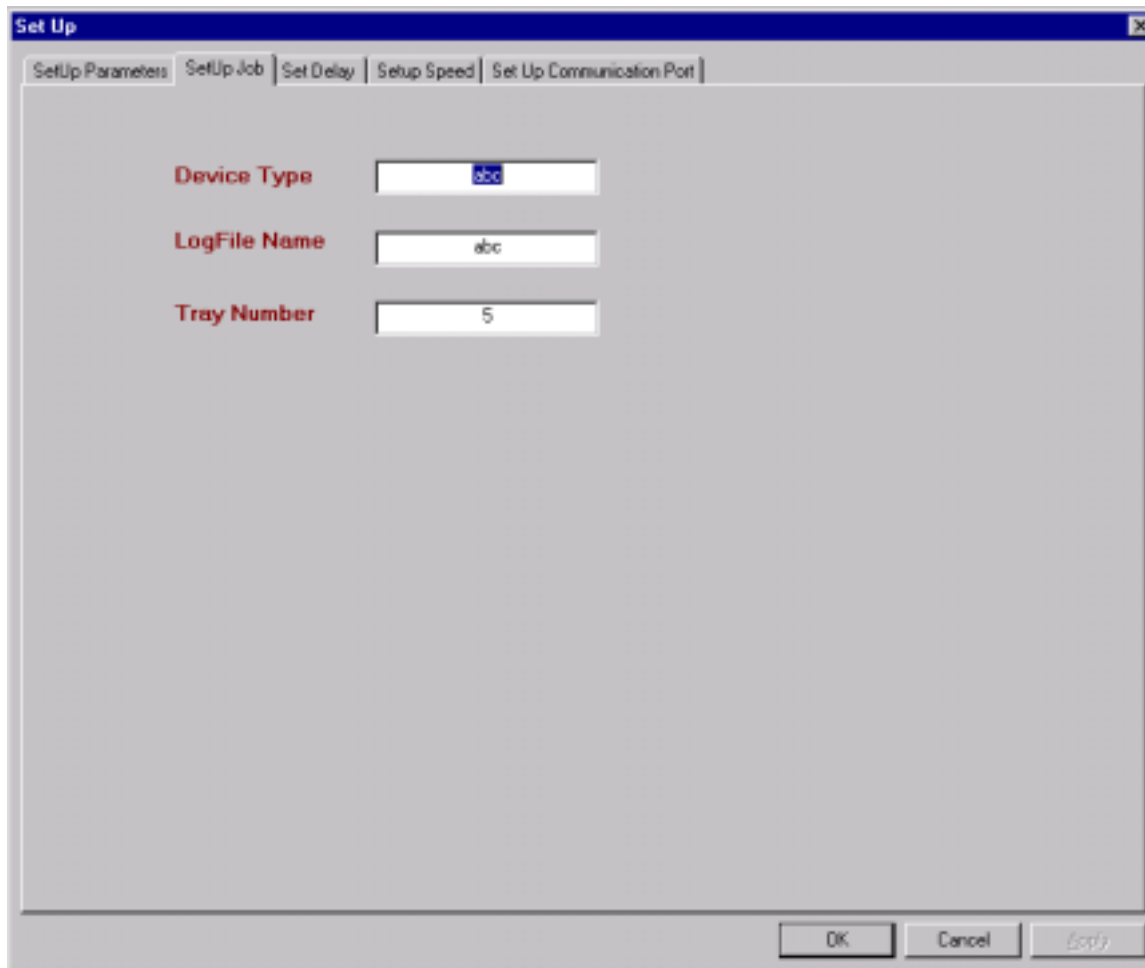 Set Up
SetUp Parameters SetUp Job Set Delay Setup Speed Set Up Communication Port
Device Type abc
LogFile Name abc
Tray Number 5
OK Cancel Apply